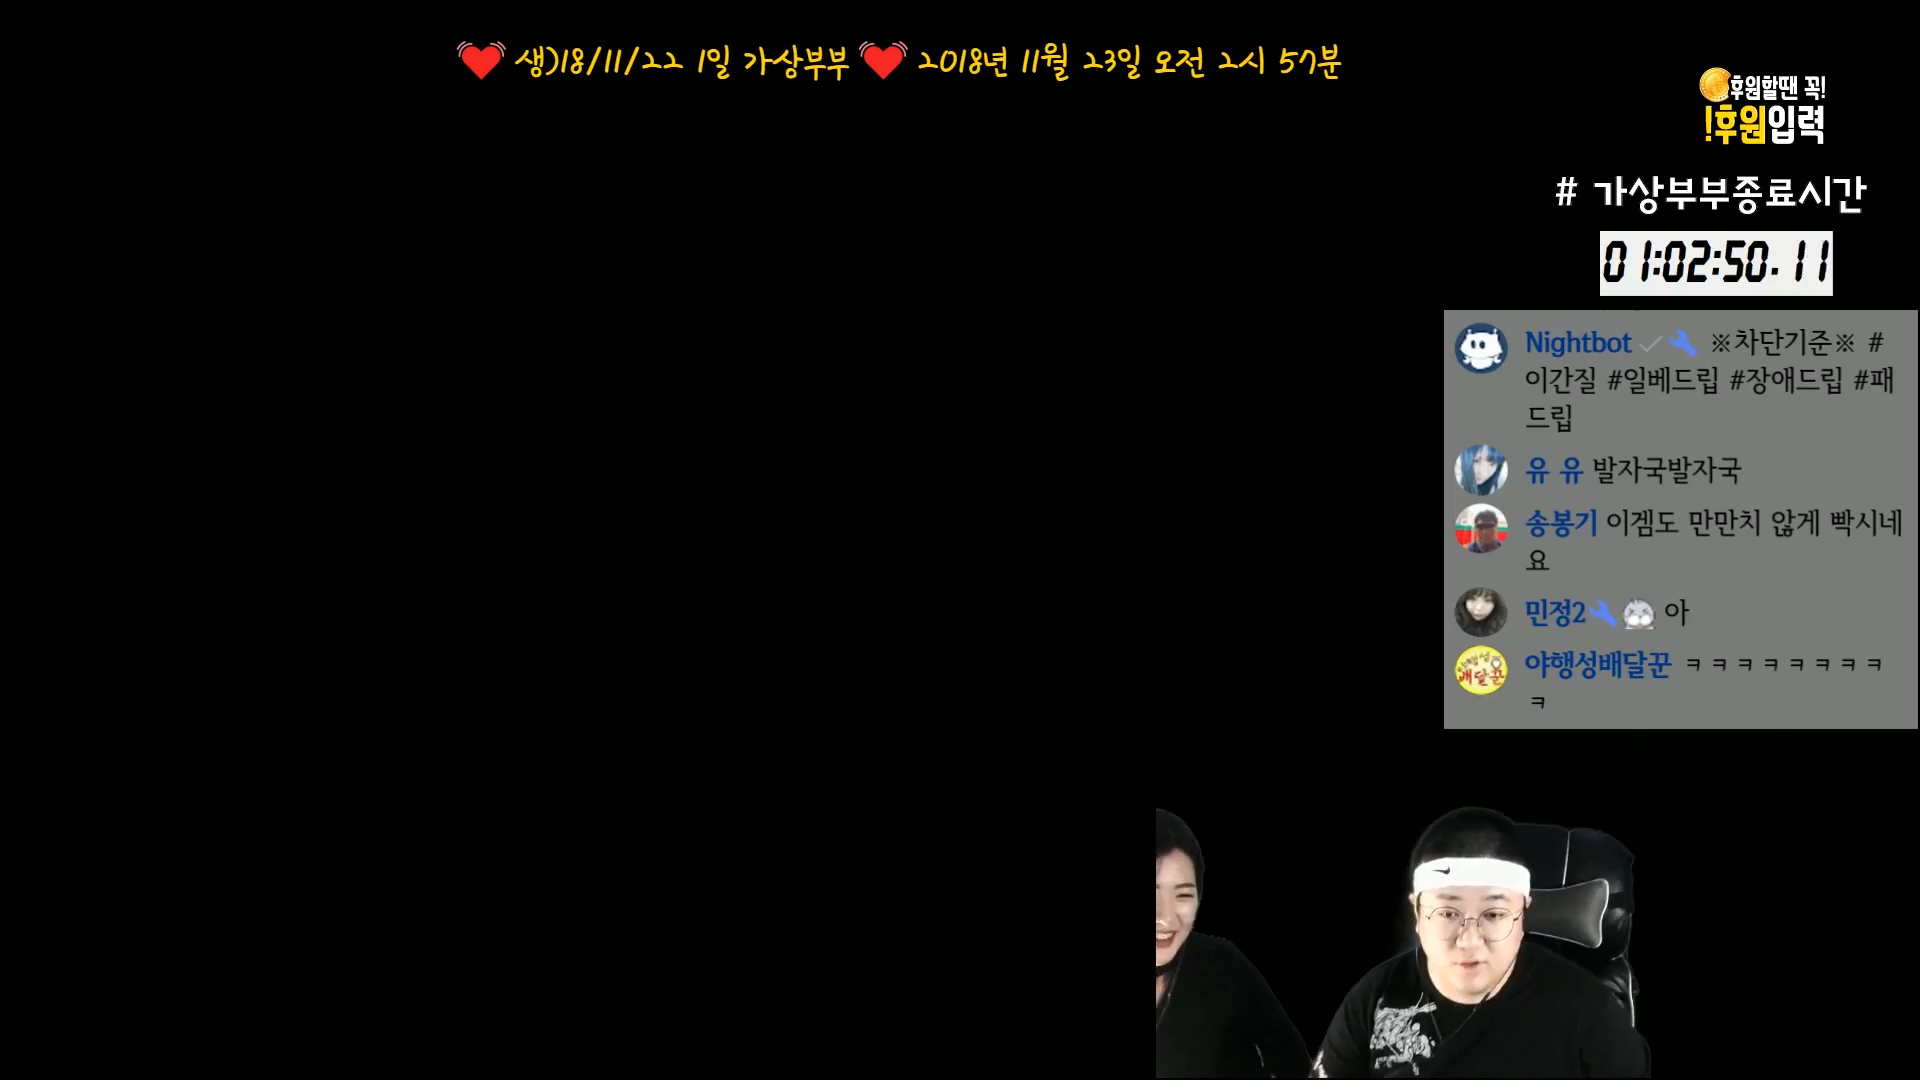 생)18/11/22 1일 가상부부 2018년 11월 23일 오전 2시 57분
후원할땐 꼭!
!후원입력
# 가상부부종료시간
01:02:50.11
Nightbot ※차단기준※ #
이간질 #일베드립 #장애드립 #패
드립
유 유 발자국발자국
송봉기 이겜도 만만치 않게 빡시네
요
민정2 아
야행성배달꾼 ㅋㅋㅋㅋㅋㅋㅋㅋ
ㅋ